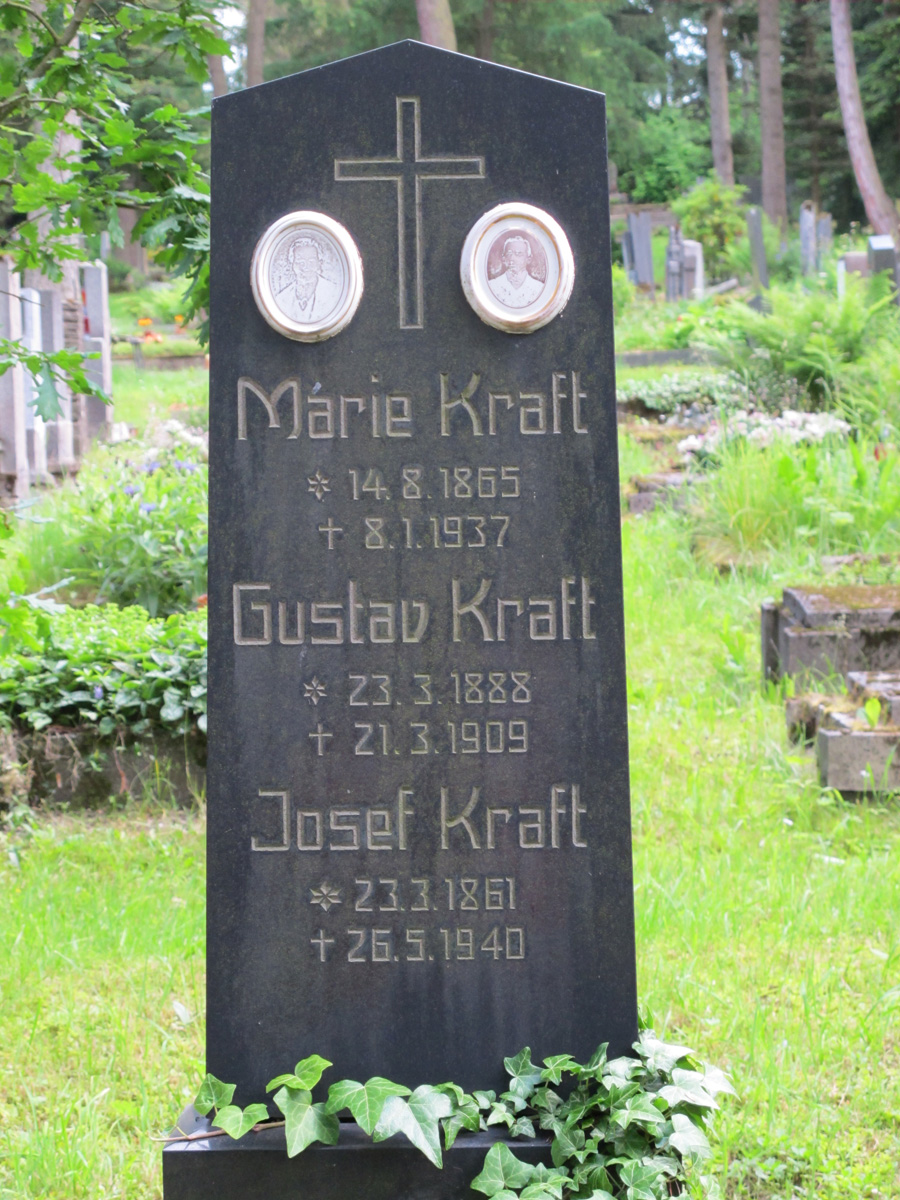 Márie Kraft
* 14.8.1865
† 8.1.1937
Gustav Kraft
* 23.3.1888
† 21.3.1909
Josef Kraft
* 23.3.1861
† 26.5.1940